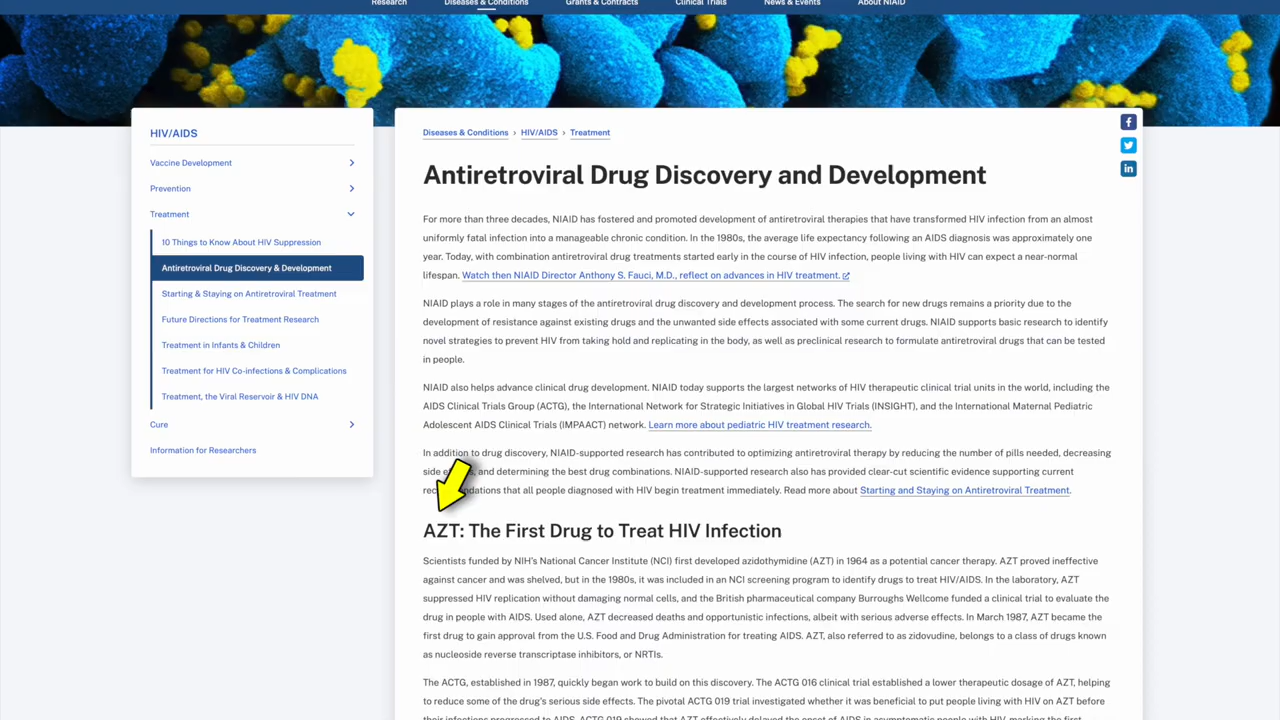 Research
Diseases & Conditions
Grants & Contracts
Clinical Trials
News & Events
About NIAID
HIV/AIDS
Vaccine Development
Prevention
Treatment
10 Things to Know About HIV Suppression
Antiretroviral Drug Discovery & Development
Starting & Staying on Antiretroviral Treatment
Future Directions for Treatment Research
Treatment in Infants & Children
Treatment for HIV Co-infections & Complications
Treatment, the Viral Reservoir & HIV DNA
Cure
Information for Researchers
Diseases & Conditions › HIV/AIDS › Treatment
Antiretroviral Drug Discovery and Development
For more than three decades, NIAID has fostered and promoted development of antiretroviral therapies that have transformed HIV infection from an almost
uniformly fatal infection into a manageable chronic condition. In the 1980s, the average life expectancy following an AIDS diagnosis was approximately one
year. Today, with combination antiretroviral drug treatments started early in the course of HIV infection, people living with HIV can expect a near-normal
lifespan. Watch then NIAID Director Anthony S. Fauci, M.D., reflect on advances in HIV treatment.
NIAID plays a role in many stages of the antiretroviral drug discovery and development process. The search for new drugs remains a priority due to the
development of resistance against existing drugs and the unwanted side effects associated with some current drugs. NIAID supports basic research to identify
novel strategies to prevent HIV from taking hold and replicating in the body, as well as preclinical research to formulate antiretroviral drugs that can be tested
in people.
NIAID also helps advance clinical drug development. NIAID today supports the largest networks of HIV therapeutic clinical trial units in the world, including the
AIDS Clinical Trials Group (ACTG), the International Network for Strategic Initiatives in Global HIV Trials (INSIGHT), and the International Maternal Pediatric
Adolescent AIDS Clinical Trials (IMPAACT) network. Learn more about pediatric HIV treatment research.
In addition to drug discovery, NIAID-supported research has contributed to optimizing antiretroviral therapy by reducing the number of pills needed, decreasing
side and determining the best drug combinations. NIAID-supported research also has provided clear-cut scientific evidence supporting current
that all people diagnosed with HIV begin treatment immediately. Read more about Starting and Staying on Antiretroviral Treatment.
AZT: The First Drug to Treat HIV Infection
Scientists funded by NIH's National Cancer Institute (NCI) first developed azidothymidine (AZT) in 1964 as a potential cancer therapy. AZT proved ineffective
against cancer and was shelved, but in the 1980s, it was included in an NCI screening program to identify drugs to treat HIV/AIDS. In the laboratory, AZT
suppressed HIV replication without damaging normal cells, and the British pharmaceutical company Burroughs Wellcome funded a clinical trial to evaluate the
drug in people with AIDS. Used alone, AZT decreased deaths and opportunistic infections, albeit with serious adverse effects. In March 1987, AZT became the
first drug to gain approval from the U.S. Food and Drug Administration for treating AIDS. AZT, also referred to as zidovudine, belongs to a class of drugs known
as nucleoside reverse transcriptase inhibitors, or NRTIs.
The ACTG, established in 1987, quickly began work to build on this discovery. The ACTG 016 clinical trial established a lower therapeutic dosage of AZT, helping
to reduce some of the drug's serious side effects. The pivotal ACTG 019 trial investigated whether it was beneficial to put people living with HIV on AZT before
their infections progressed to AIDS. ACTG 019 showed that AZT effectively delayed the onset of AIDS in asymptomatic people with HIV, marking the first